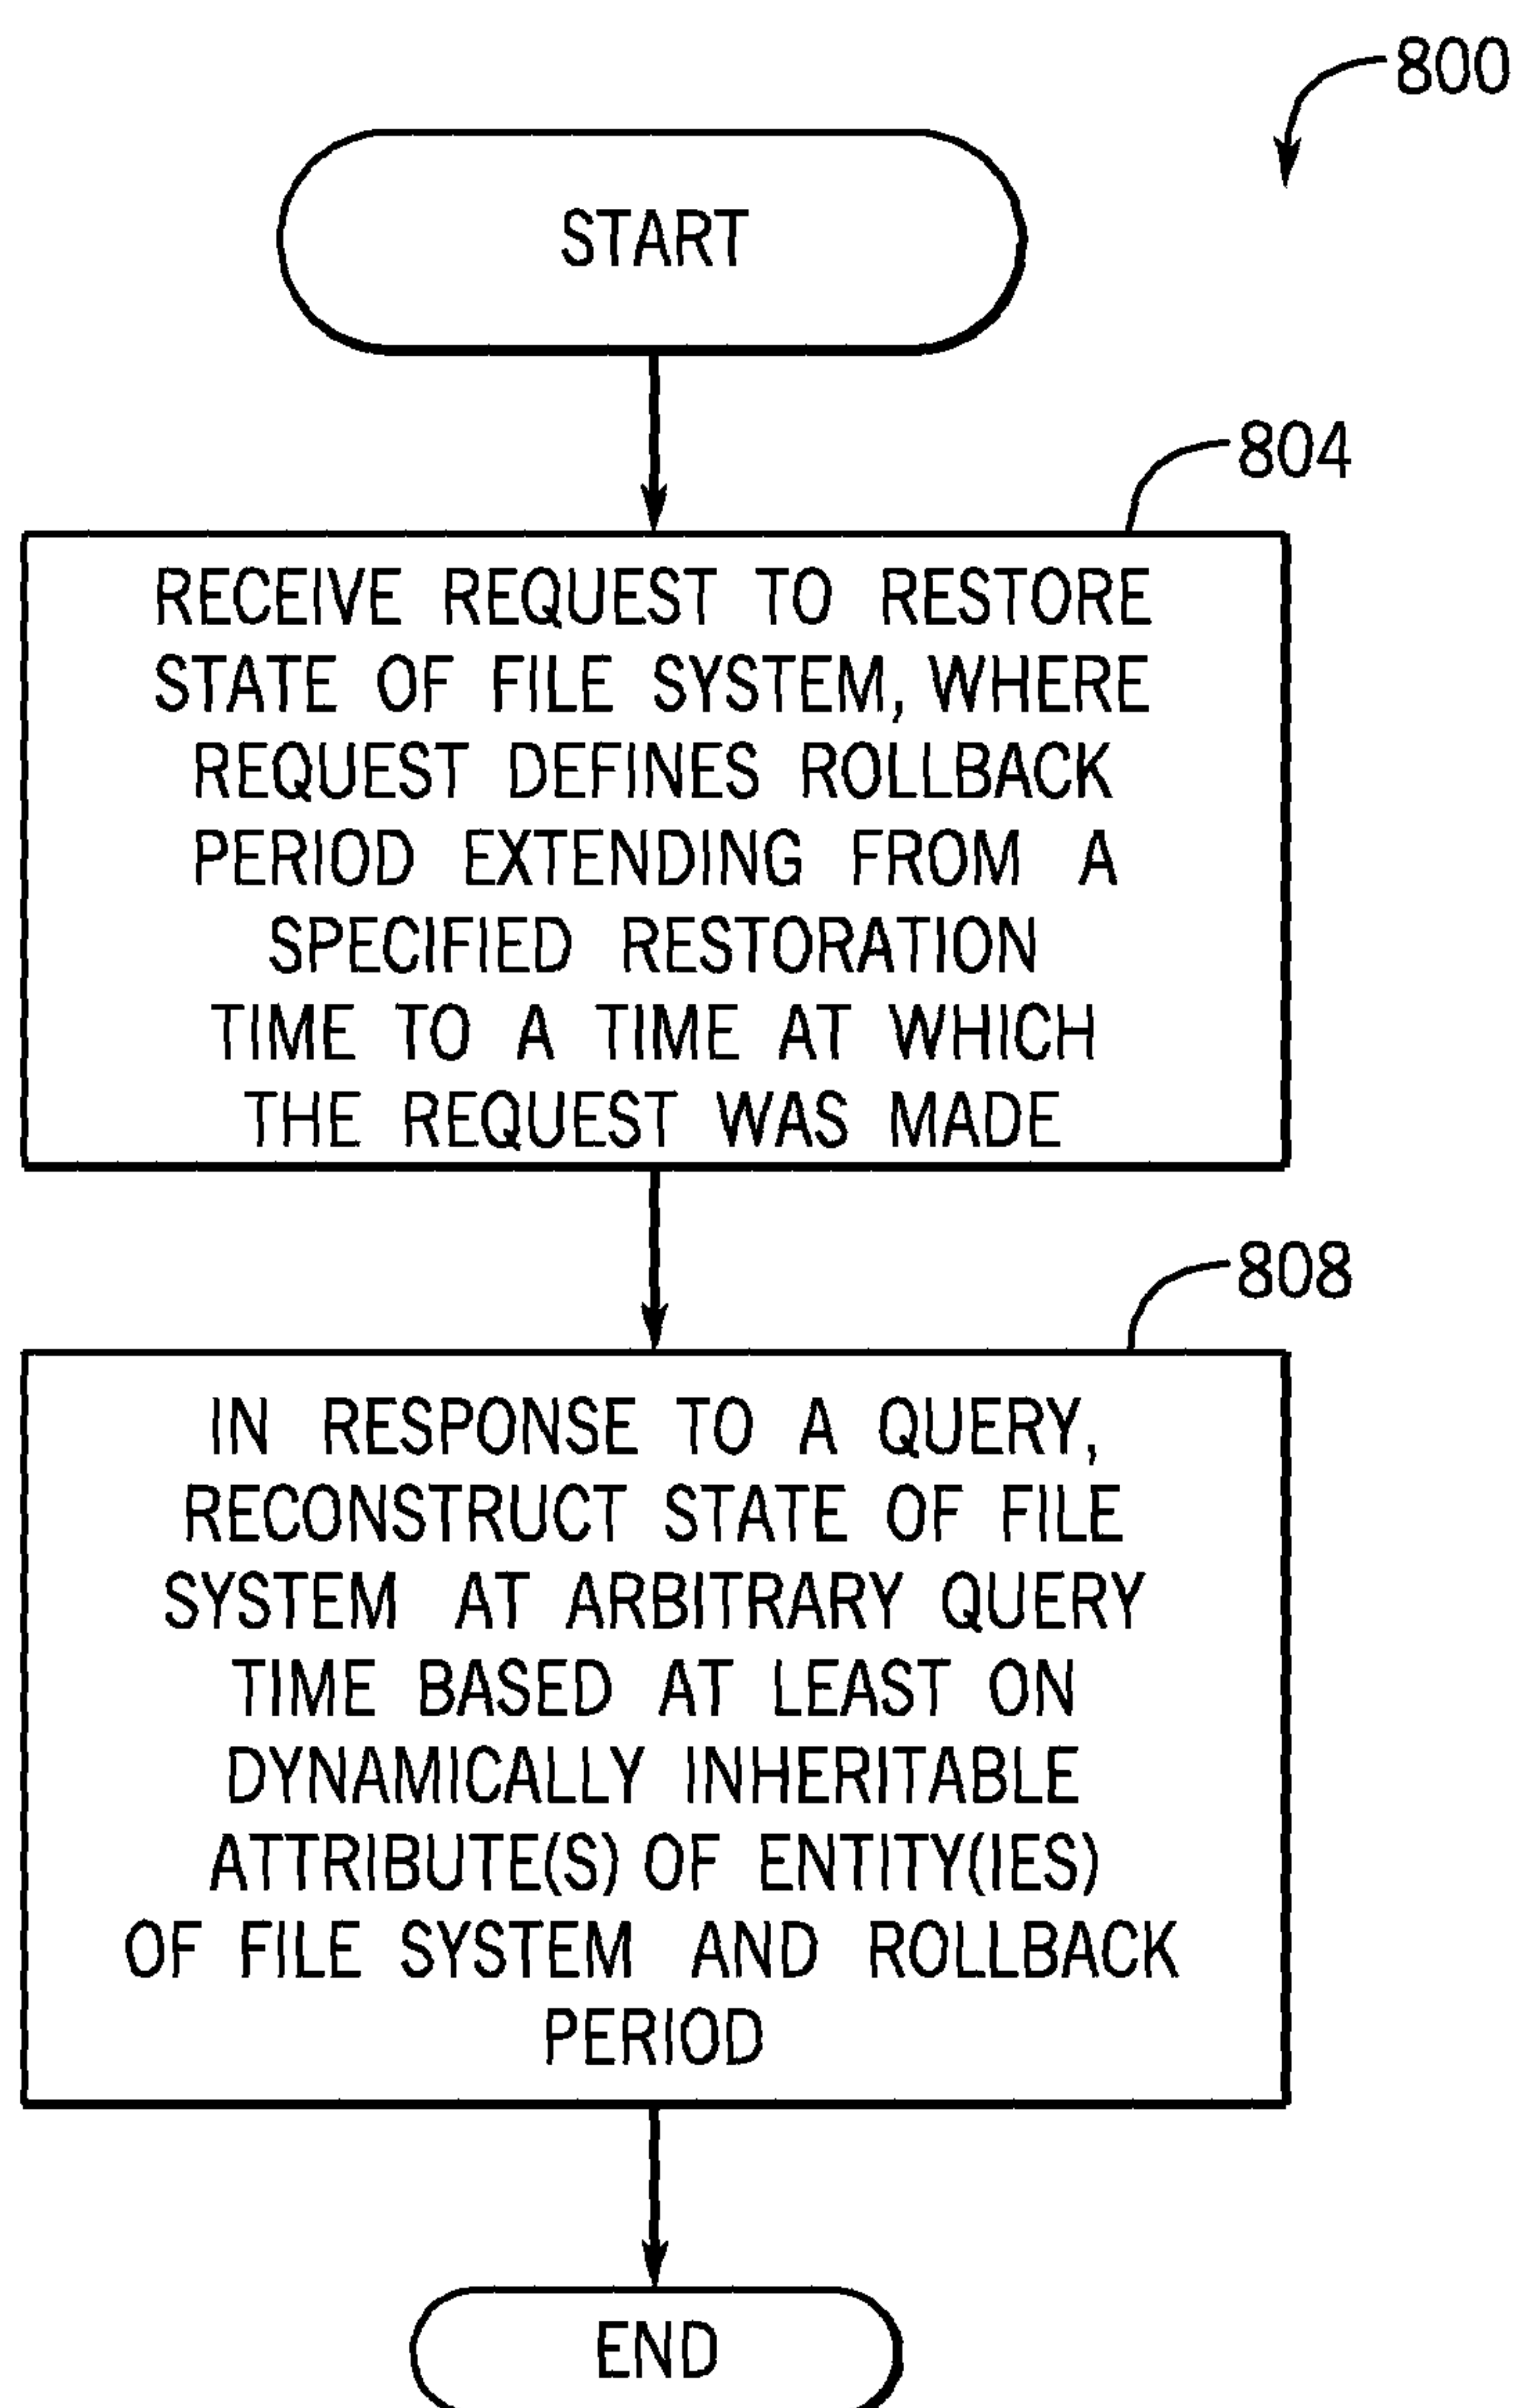 800
START
804
RECEIVE REQUEST TO RESTORE
STATE OF FILE SYSTEM, WHERE
REQUEST DEFINES ROLLBACK
PERIOD EXTENDING FROM A
SPECIFIED RESTORATION
TIME TO A TIME AT WHICH
THE REQUEST WAS MADE
808
IN RESPONSE TO A QUERY,
RECONSTRUCT STATE OF FILE
SYSTEM AT ARBITRARY QUERY
TIME BASED AT LEAST ON
DYNAMICALLY INHERITABLE
ATTRIBUTE(S) OF ENTITY(IES)
OF FILE SYSTEM AND ROLLBACK
PERIOD
END